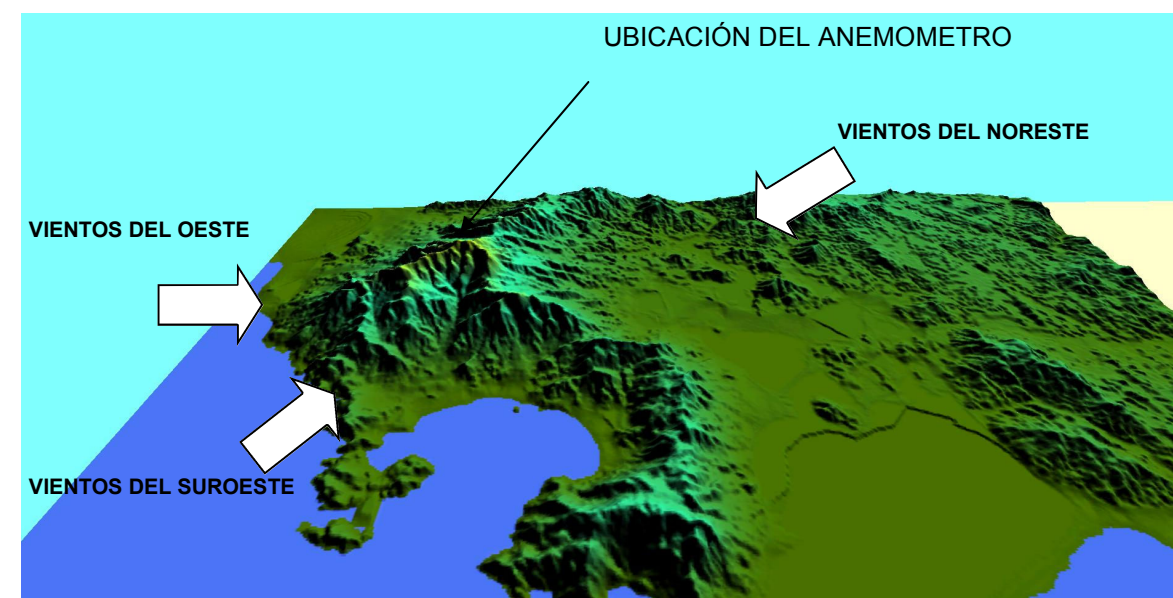 UBICACIÓN DEL ANEMOMETRO
VIENTOS DEL NORESTE
VIENTOS DEL OESTE
VIENTOS DEL SUROESTE